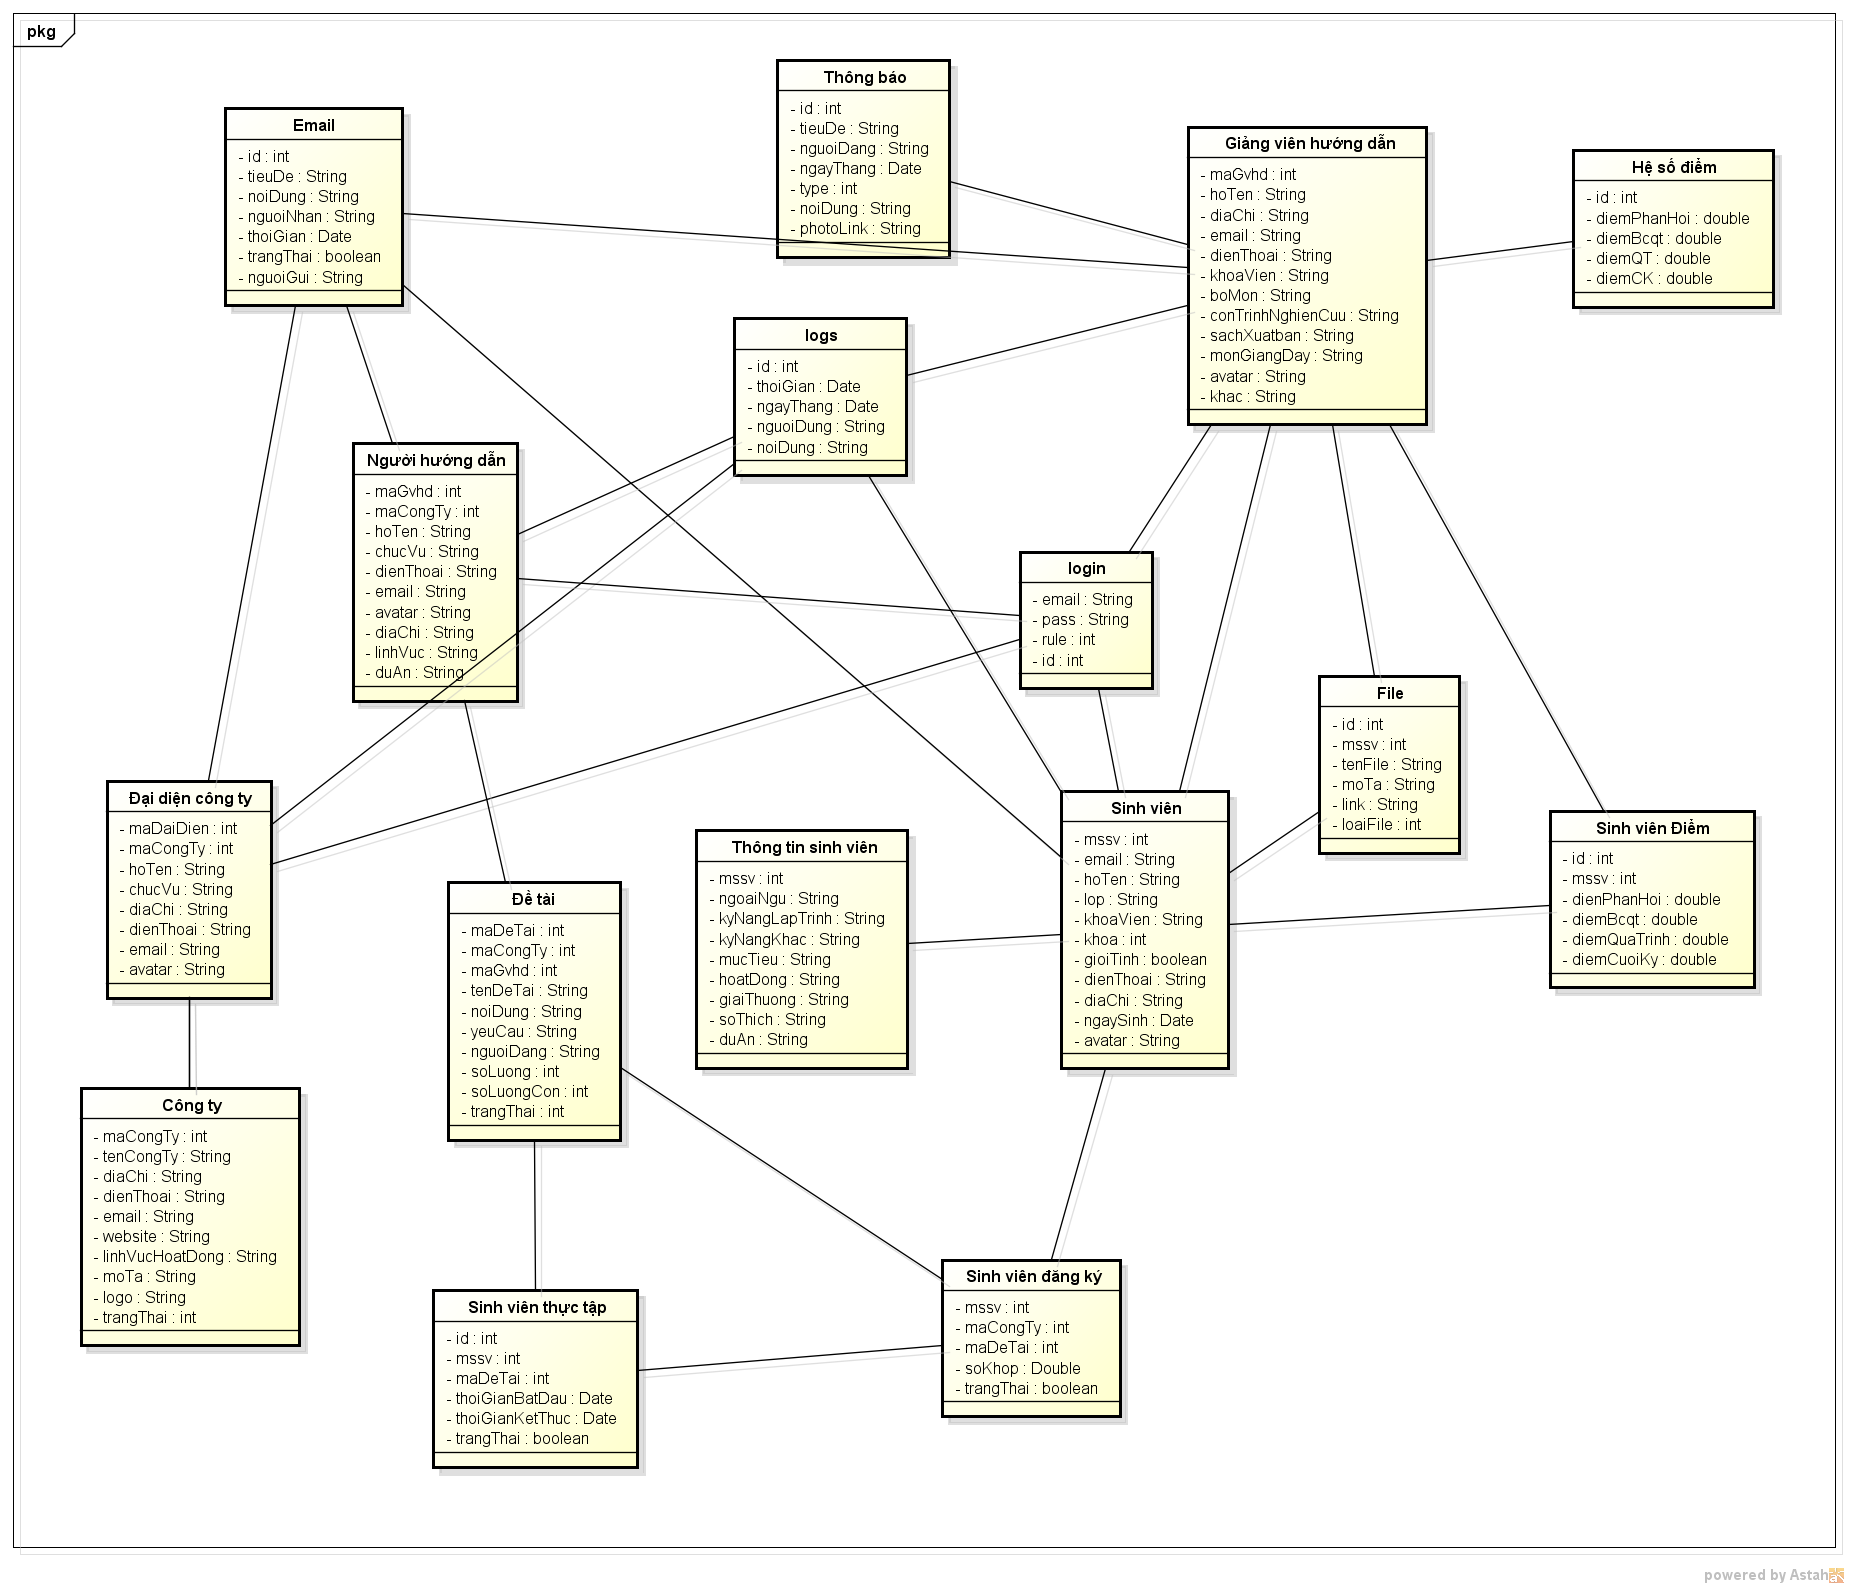 pkg
Thông báo
- id : int
- tieuDe : String
- nguoiDang : String
- ngayThang : Date
- type : int
- noiDung : String
- photoLink : String
Email
- id : int
- tieuDe : String
- noiDung : String
- nguoiNhan : String
- thoiGian : Date
- trangThai : boolean
- nguoiGui : String
Giảng viên hướng dẫn
- maGvhd : int
- hoTen : String
- diaChi : String
- email : String
- dienThoai : String
- khoaVien : String
- boMon : String
- conTrinhNghienCuu : String
- sachXuatban : String
- monGiangDay : String
- avatar : String
- khac : String
Hệ số điểm
- id : int
- diemPhanHoi : double
- diemBcqt : double
- diemQT : double
- diemCK : double
logs
- id : int
- thoiGian : Date
- ngayThang : Date
- nguoiDung : String
- noiDung : String
Người hướng dẫn
- maGvhd : int
- maCongTy : int
- hoTen : String
- chucVu : String
- dienThoai : String
- email : String
- avatar : String
- diaChi : String
- linhVuc : String
- duAn : String
login
- email : String
- pass : String
- rule : int
- id : int
File
- id : int
- mssv : int
- tenFile : String
- moTa : String
- link : String
- loaiFile : int
Đại diện công ty
- maDaiDien : int
- maCongTy : int
- hoTen : String
- chucVu : String
- diaChi : String
- dienThoai : String
- email : String
- avatar : String
Sinh viên
- mssv : int
- email : String
- hoTen : String
- lop : String
- khoaVien : String
- khoa : int
- gioiTinh : boolean
- dienThoai : String
- diaChi : String
- ngaySinh : Date
- avatar : String
Sinh viên Điểm
- id : int
- mssv : int
- dienPhanHoi : double
- diemBcqt : double
- diemQuaTrinh : double
- diemCuoiKy : double
Thông tin sinh viên
- mssv : int
- ngoaiNgu : String
- kyNangLapTrinh : String
- kyNangKhac : String
- mucTieu : String
- hoatDong : String
- giaiThuong : String
- soThich : String
- duAn : String
Đề tài
- maDeTai : int
- maCongTy : int
- maGvhd : int
- tenDeTai : String
- noiDung : String
- yeuCau : String
- nguoiDang : String
- soLuong : int
- soLuongCon : int
- trangThai : int
Công ty
- maCongTy : int
- tenCongTy : String
- diaChi : String
- dienThoai : String
- email : String
- website : String
- linhVucHoatDong : String
- moTa : String
- logo : String
- trangThai : int
Sinh viên đăng ký
- mssv : int
- maCongTy : int
- maDeTai : int
- soKhop : Double
- trangThai : boolean
Sinh viên thực tập
- id : int
- mssv : int
- maDeTai : int
- thoiGianBatDau : Date
- thoiGianKetThuc : Date
- trangThai : boolean
powered by Astah